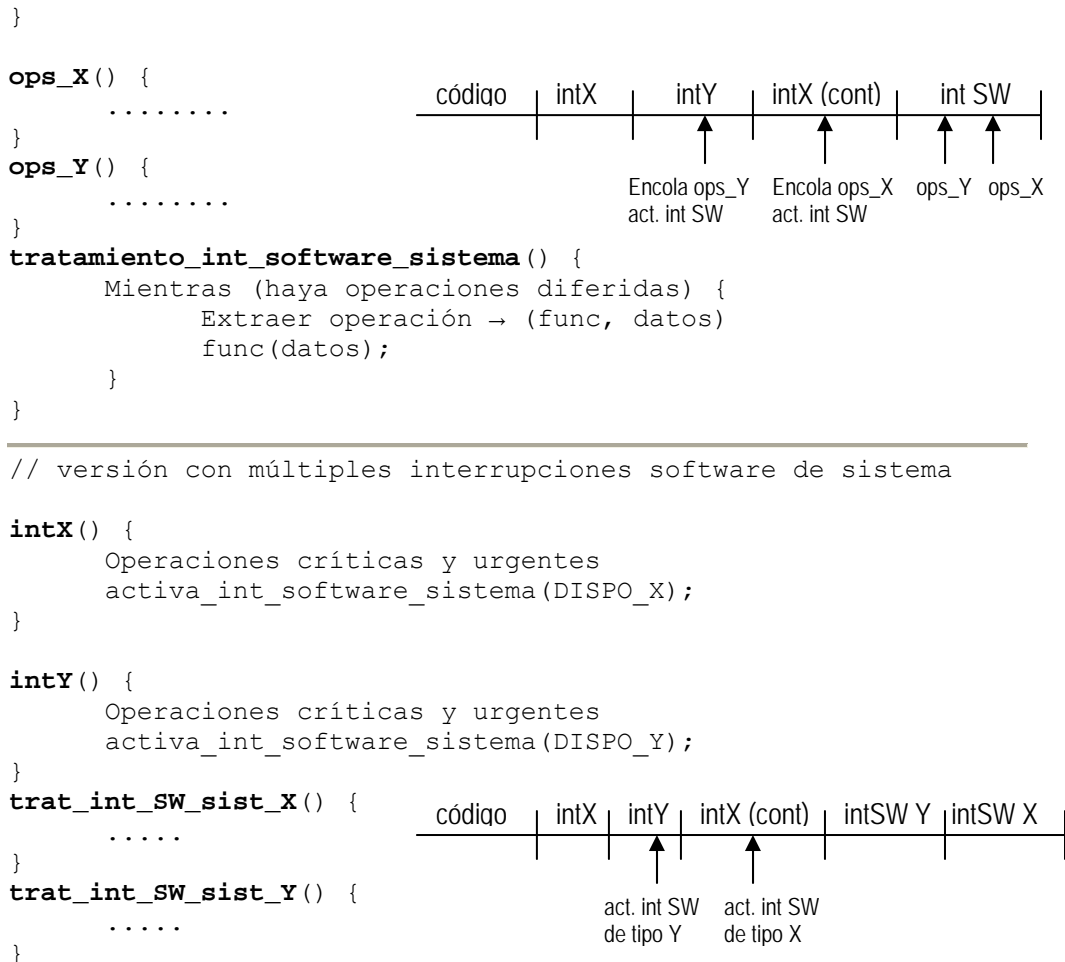 }
ops_X() {
........
}
ops_Y() {
........
}
código intX intY intX (cont) int SW
Encola ops_Y Encola ops_X ops_Y ops_X
act. int SW act. int SW
tratamiento_int_software_sistema() {
Mientras (haya operaciones diferidas) {
Extraer operación → (func, datos)
func(datos);
}
}
// versión con múltiples interrupciones software de sistema
intX() {
Operaciones críticas y urgentes
activa_int_software_sistema(DISPO_X);
}
intY() {
Operaciones críticas y urgentes
activa_int_software_sistema(DISPO_Y);
}
trat_int_SW_sist_X() {
.....
}
trat_int_SW_sist_Y() {
.....
}
código intX intY intX (cont) intSW Y intSW X
act. int SW act. int SW
de tipo Y de tipo X